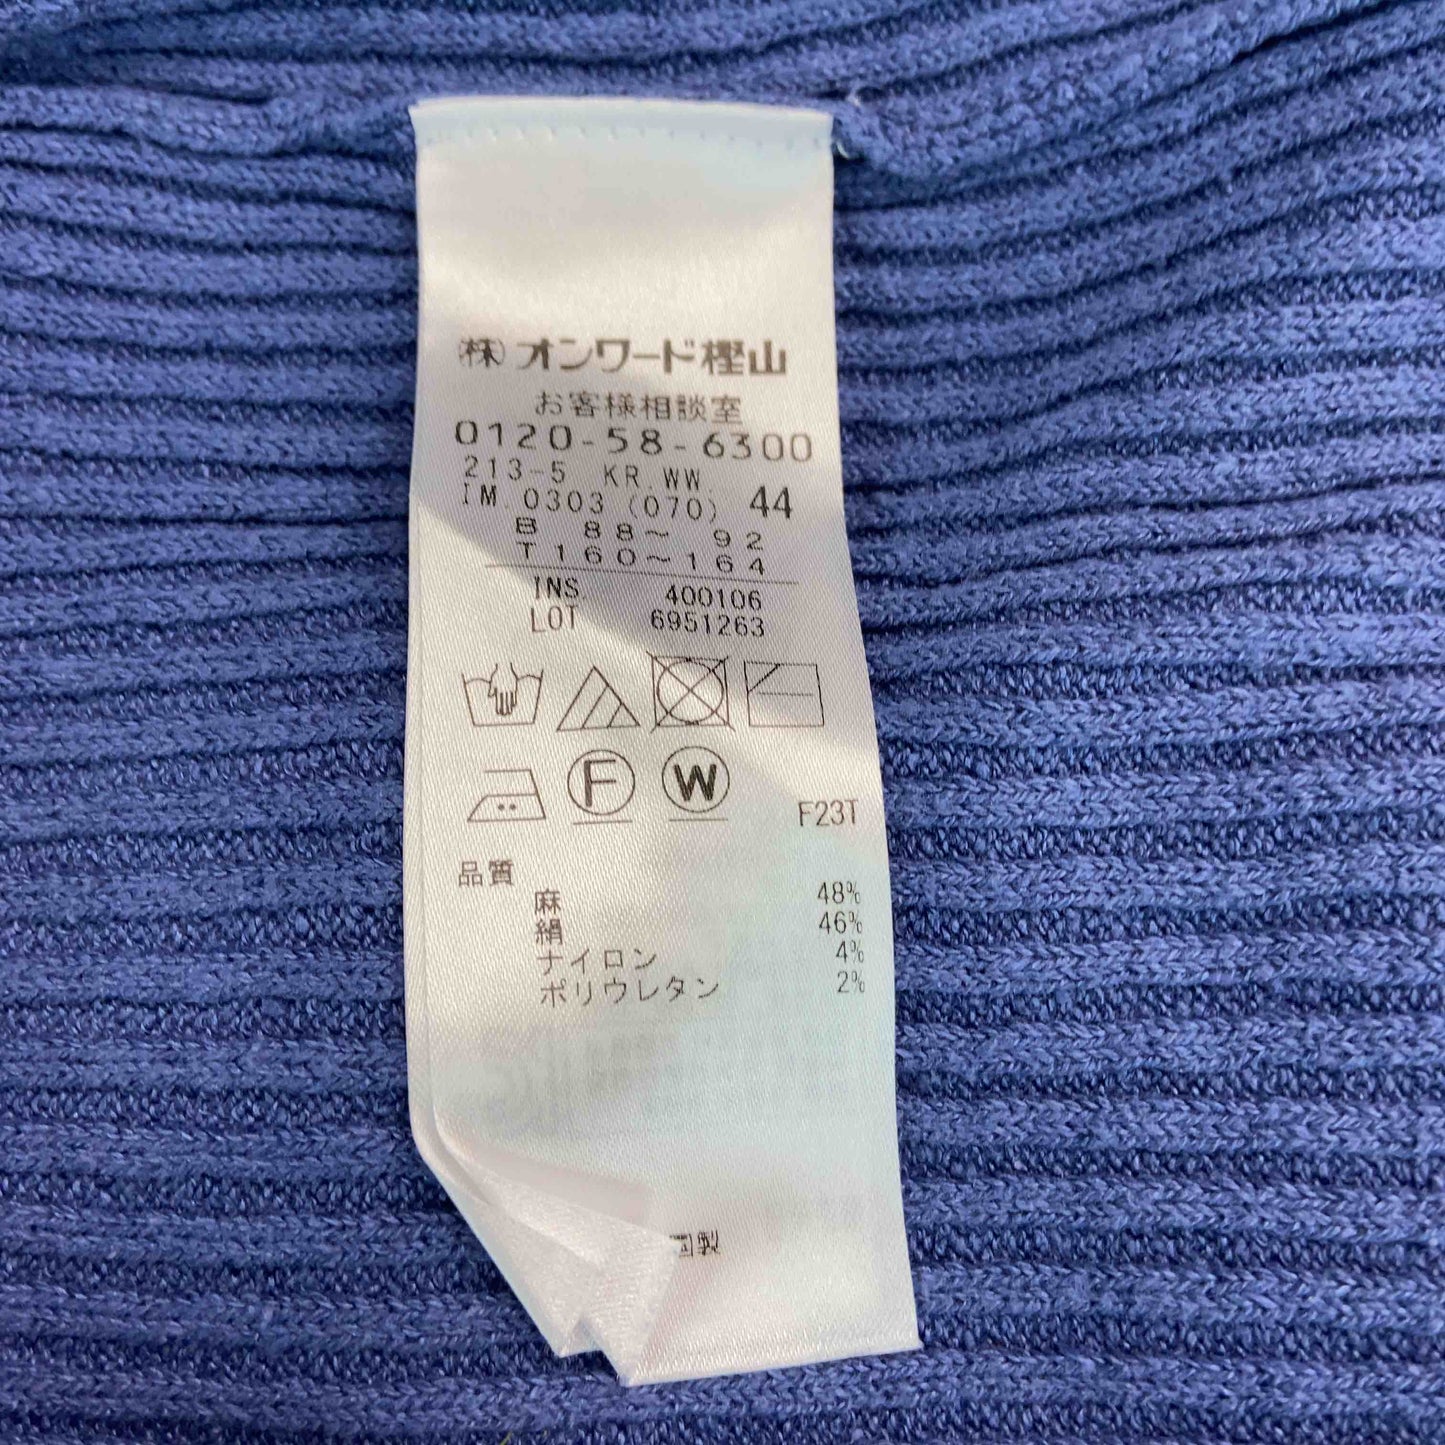 (株)オンワード樫山
お客様相談室
0120-58-6300
213-5 KR.WW.
IM.0303(070) 44
B 88~ 92
T160~164
INS. 400106
LOT 6951263
F W
F23T
品質
麻 48%
絹 46%
ナイロン 4%
ポリウレタン 2%
国製